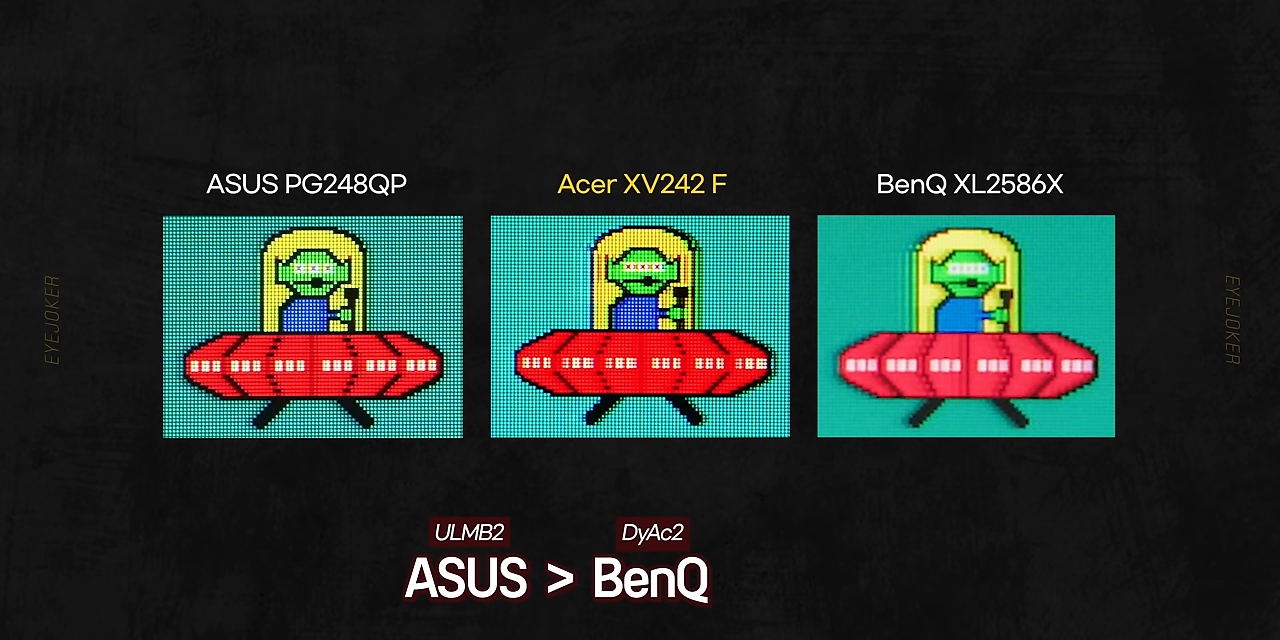 ASUS PG248QP
Acer XV242 F
BenQ XL2586X
EYEJOKER
EYEJOKER
ULMB2
DyAc2
ASUS > BenQ